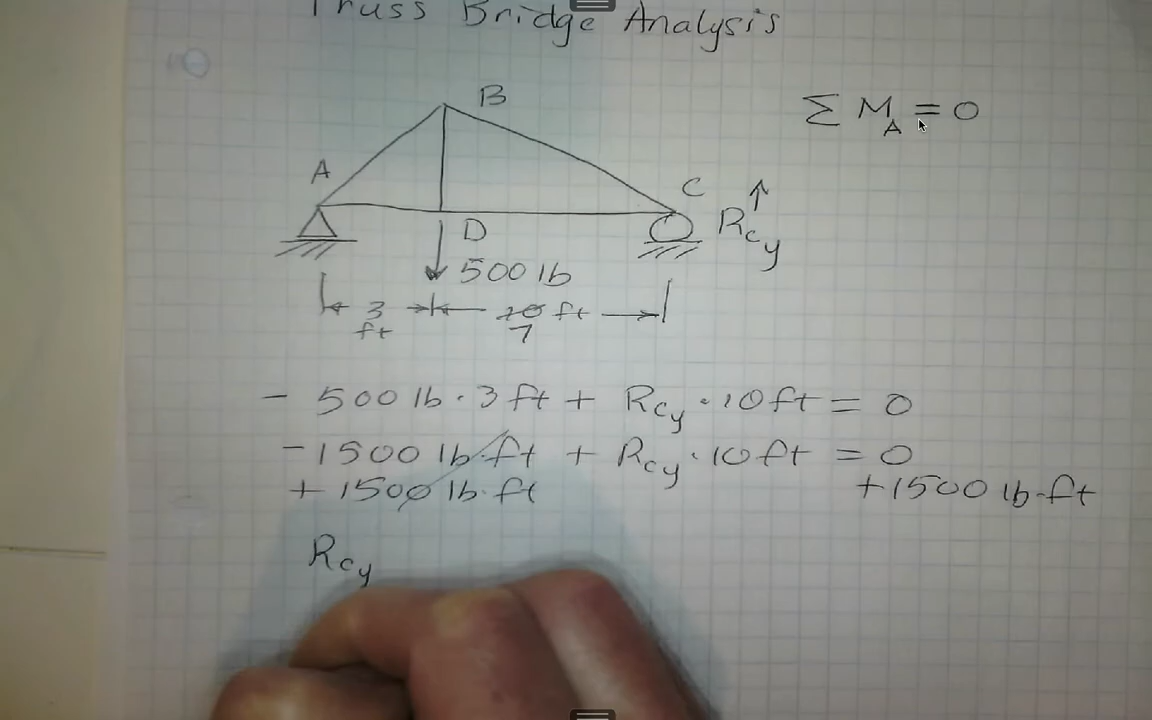 Truss Bridge Analysis
B
Σ M_A = 0
A
C
R_cy ↑
D
500 lb
3 ft
10 ft
7
- 500 lb · 3 ft + R_cy · 10 ft = 0
- 1500 lb·ft + R_cy · 10 ft = 0
+ 1500 lb·ft +1500 lb·ft
R_cy